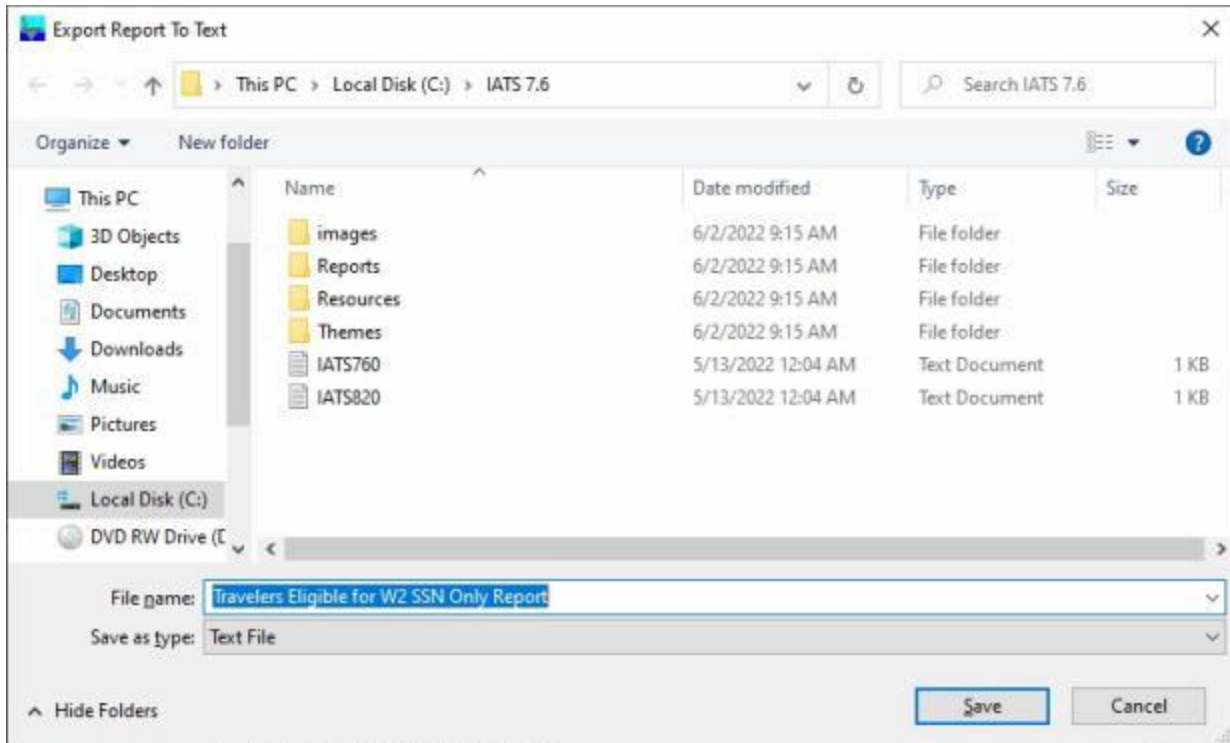 Export Report To Text
This PC > Local Disk (C:) > IATS 7.6
Search IATS 7.6
Organize
New folder
Name Date modified Type Size
This PC
3D Objects
Desktop
Documents
Downloads
Music
Pictures
Videos
Local Disk (C:)
DVD RW Drive (D
images 6/2/2022 9:15 AM File folder
Reports 6/2/2022 9:15 AM File folder
Resources 6/2/2022 9:15 AM File folder
Themes 6/2/2022 9:15 AM File folder
IATS760 5/13/2022 12:04 AM Text Document 1 KB
IATS820 5/13/2022 12:04 AM Text Document 1 KB
File name: Travelers Eligible for W2 SSN Only Report
Save as type: Text File
Hide Folders
Save
Cancel